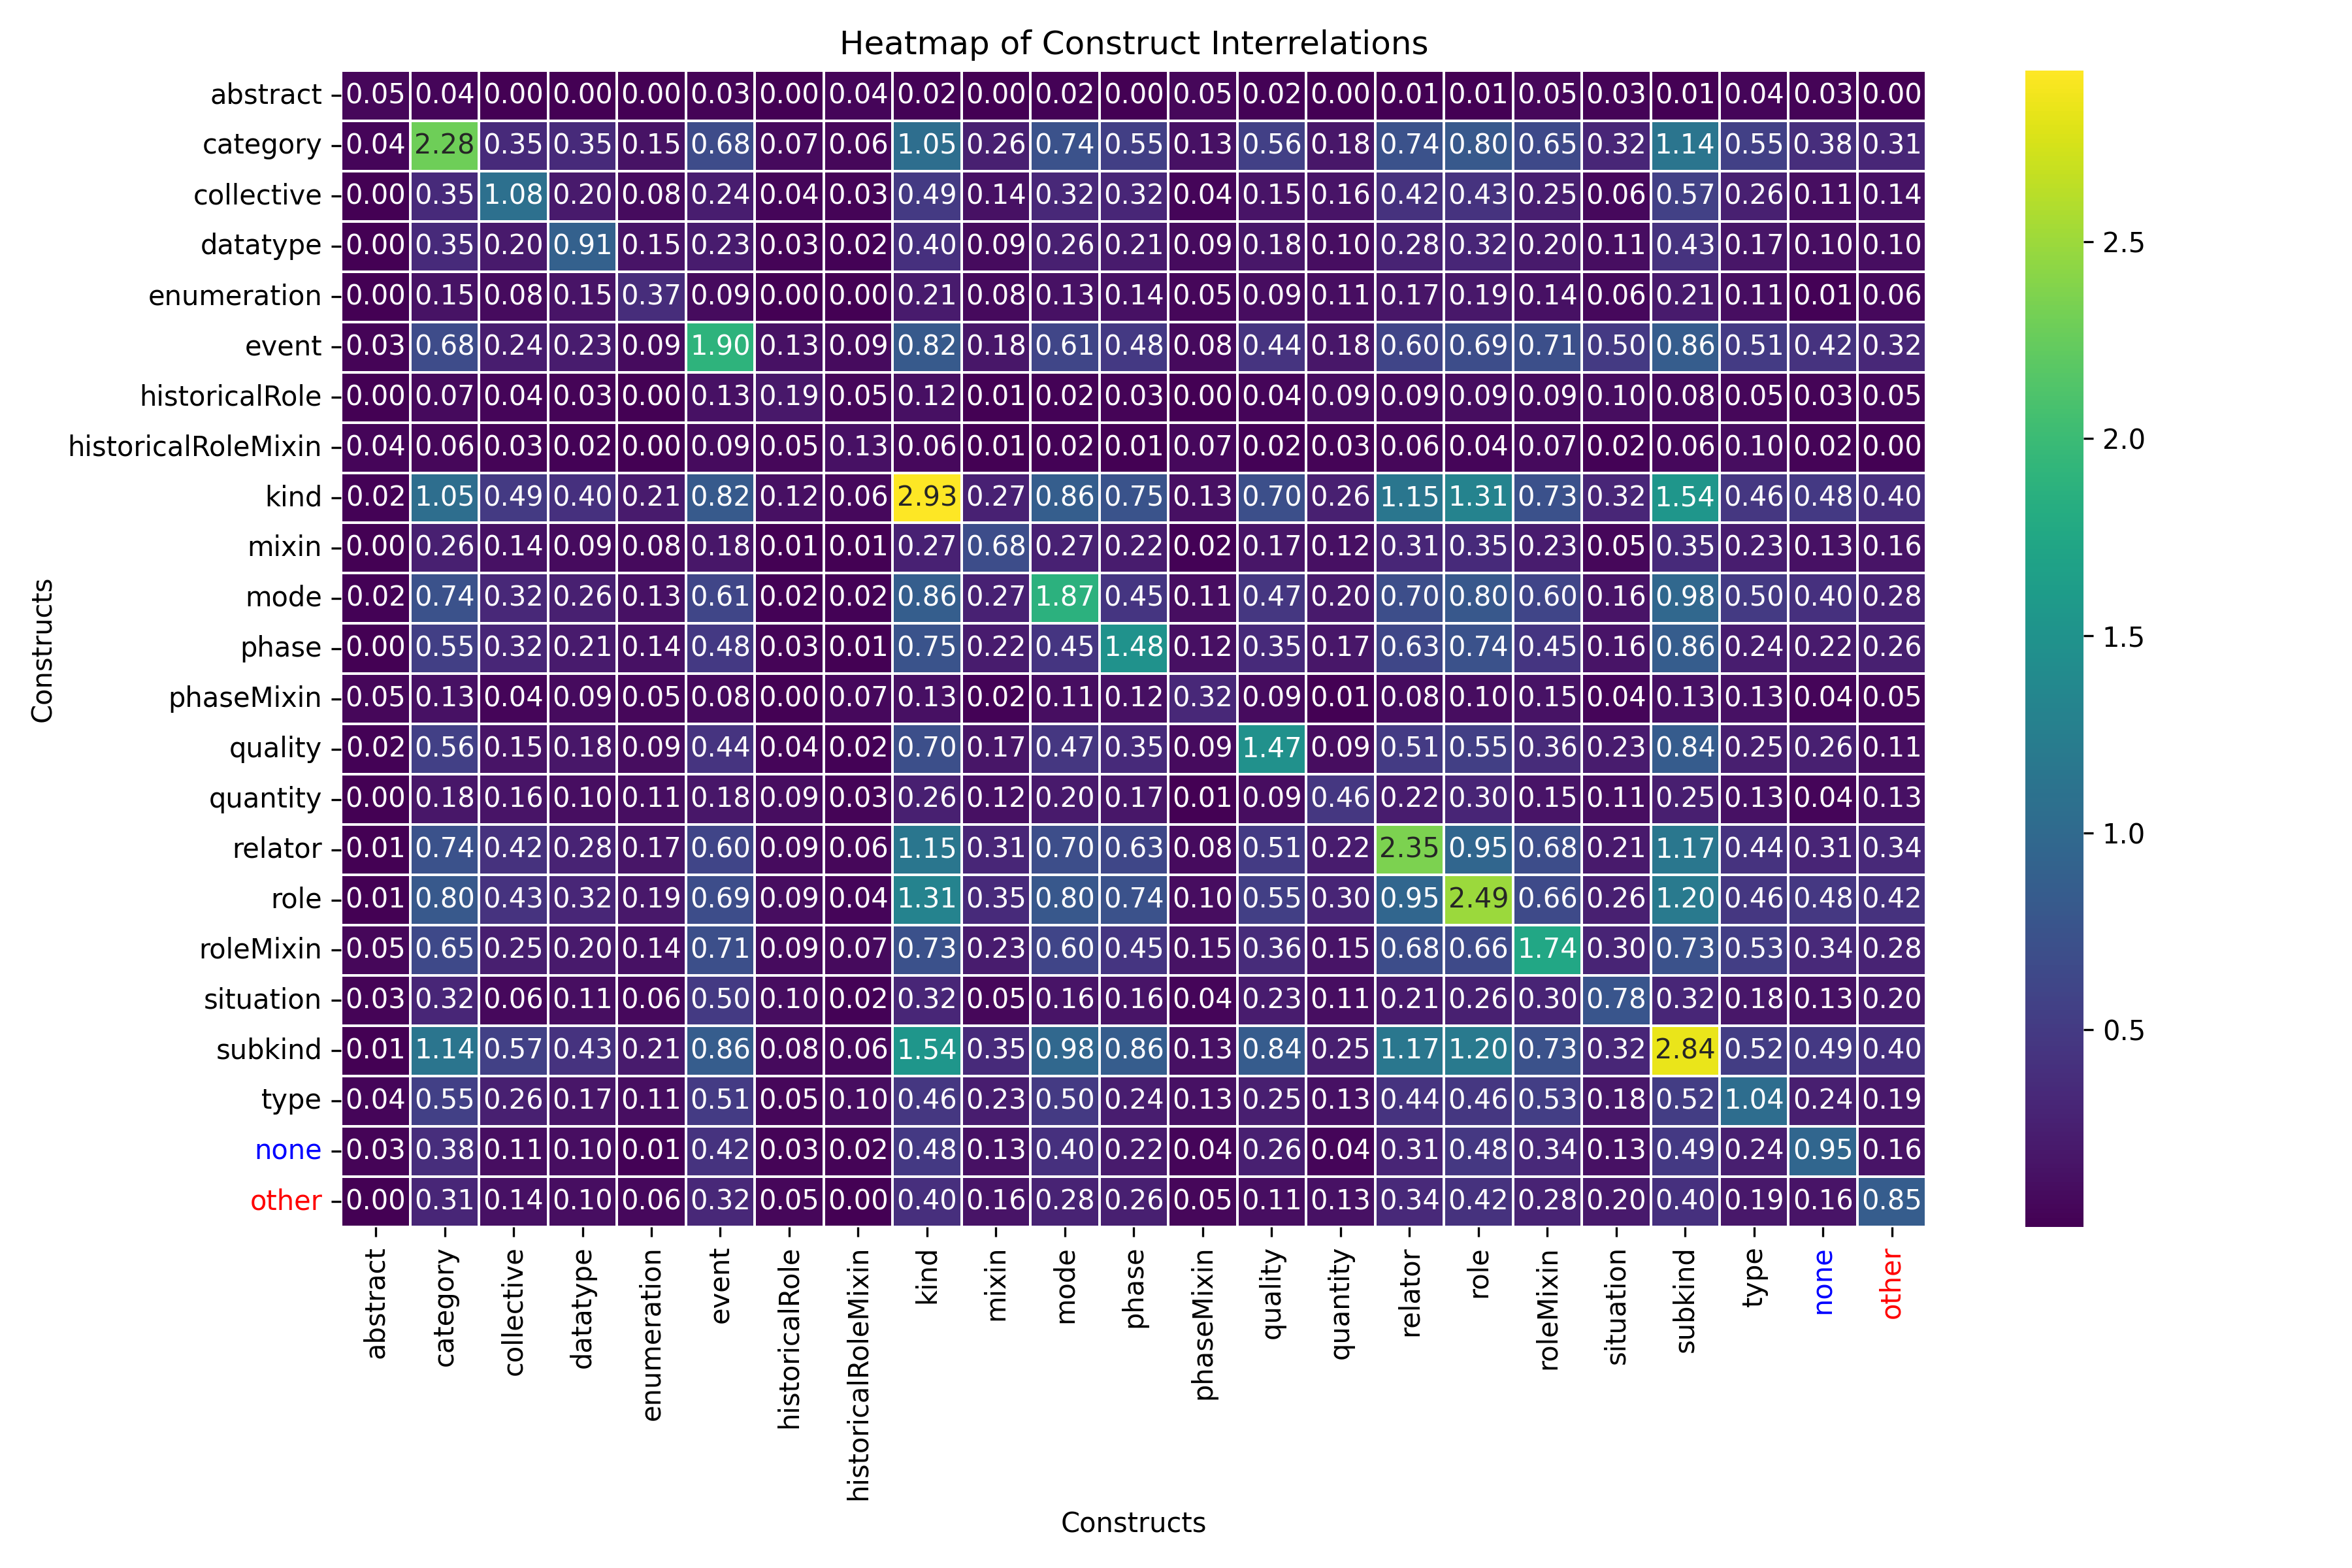 Heatmap of Construct Interrelations
abstract 0.05 0.04 0.00 0.00 0.00 0.03 0.00 0.04 0.02 0.00 0.02 0.00 0.05 0.02 0.00 0.01 0.01 0.05 0.03 0.01 0.04 0.03 0.00
category 0.04 2.28 0.35 0.35 0.15 0.68 0.07 0.06 1.05 0.26 0.74 0.55 0.13 0.56 0.18 0.74 0.80 0.65 0.32 1.14 0.55 0.38 0.31
collective 0.00 0.35 1.08 0.20 0.08 0.24 0.04 0.03 0.49 0.14 0.32 0.32 0.04 0.15 0.16 0.42 0.43 0.25 0.06 0.57 0.26 0.11 0.14
datatype 0.00 0.35 0.20 0.91 0.15 0.23 0.03 0.02 0.40 0.09 0.26 0.21 0.09 0.18 0.10 0.28 0.32 0.20 0.11 0.43 0.17 0.10 0.10
enumeration 0.00 0.15 0.08 0.15 0.37 0.09 0.00 0.00 0.21 0.08 0.13 0.14 0.05 0.09 0.11 0.17 0.19 0.14 0.06 0.21 0.11 0.01 0.06
event 0.03 0.68 0.24 0.23 0.09 1.90 0.13 0.09 0.82 0.18 0.61 0.48 0.08 0.44 0.18 0.60 0.69 0.71 0.50 0.86 0.51 0.42 0.32
historicalRole 0.00 0.07 0.04 0.03 0.00 0.13 0.19 0.05 0.12 0.01 0.02 0.03 0.00 0.04 0.09 0.09 0.09 0.09 0.10 0.08 0.05 0.03 0.05
historicalRoleMixin 0.04 0.06 0.03 0.02 0.00 0.09 0.05 0.13 0.06 0.01 0.02 0.01 0.07 0.02 0.03 0.06 0.04 0.07 0.02 0.06 0.10 0.02 0.00
kind 0.02 1.05 0.49 0.40 0.21 0.82 0.12 0.06 2.93 0.27 0.86 0.75 0.13 0.70 0.26 1.15 1.31 0.73 0.32 1.54 0.46 0.48 0.40
mixin 0.00 0.26 0.14 0.09 0.08 0.18 0.01 0.01 0.27 0.68 0.27 0.22 0.02 0.17 0.12 0.31 0.35 0.23 0.05 0.35 0.23 0.13 0.16
mode 0.02 0.74 0.32 0.26 0.13 0.61 0.02 0.02 0.86 0.27 1.87 0.45 0.11 0.47 0.20 0.70 0.80 0.60 0.16 0.98 0.50 0.40 0.28
phase 0.00 0.55 0.32 0.21 0.14 0.48 0.03 0.01 0.75 0.22 0.45 1.48 0.12 0.35 0.17 0.63 0.74 0.45 0.16 0.86 0.24 0.22 0.26
phaseMixin 0.05 0.13 0.04 0.09 0.05 0.08 0.00 0.07 0.13 0.02 0.11 0.12 0.32 0.09 0.01 0.08 0.10 0.15 0.04 0.13 0.13 0.04 0.05
quality 0.02 0.56 0.15 0.18 0.09 0.44 0.04 0.02 0.70 0.17 0.47 0.35 0.09 1.47 0.09 0.51 0.55 0.36 0.23 0.84 0.25 0.26 0.11
quantity 0.00 0.18 0.16 0.10 0.11 0.18 0.09 0.03 0.26 0.12 0.20 0.17 0.01 0.09 0.46 0.22 0.30 0.15 0.11 0.25 0.13 0.04 0.13
relator 0.01 0.74 0.42 0.28 0.17 0.60 0.09 0.06 1.15 0.31 0.70 0.63 0.08 0.51 0.22 2.35 0.95 0.68 0.21 1.17 0.44 0.31 0.34
role 0.01 0.80 0.43 0.32 0.19 0.69 0.09 0.04 1.31 0.35 0.80 0.74 0.10 0.55 0.30 0.95 2.49 0.66 0.26 1.20 0.46 0.48 0.42
roleMixin 0.05 0.65 0.25 0.20 0.14 0.71 0.09 0.07 0.73 0.23 0.60 0.45 0.15 0.36 0.15 0.68 0.66 1.74 0.30 0.73 0.53 0.34 0.28
situation 0.03 0.32 0.06 0.11 0.06 0.50 0.10 0.02 0.32 0.05 0.16 0.16 0.04 0.23 0.11 0.21 0.26 0.30 0.78 0.32 0.18 0.13 0.20
subkind 0.01 1.14 0.57 0.43 0.21 0.86 0.08 0.06 1.54 0.35 0.98 0.86 0.13 0.84 0.25 1.17 1.20 0.73 0.32 2.84 0.52 0.49 0.40
type 0.04 0.55 0.26 0.17 0.11 0.51 0.05 0.10 0.46 0.23 0.50 0.24 0.13 0.25 0.13 0.44 0.46 0.53 0.18 0.52 1.04 0.24 0.19
none 0.03 0.38 0.11 0.10 0.01 0.42 0.03 0.02 0.48 0.13 0.40 0.22 0.04 0.26 0.04 0.31 0.48 0.34 0.13 0.49 0.24 0.95 0.16
other 0.00 0.31 0.14 0.10 0.06 0.32 0.05 0.00 0.40 0.16 0.28 0.26 0.05 0.11 0.13 0.34 0.42 0.28 0.20 0.40 0.19 0.16 0.85
Constructs
abstract
category
collective
datatype
enumeration
event
historicalRole
historicalRoleMixin
kind
mixin
mode
phase
phaseMixin
quality
quantity
relator
role
roleMixin
situation
subkind
type
none
other
Constructs
2.5
2.0
1.5
1.0
0.5